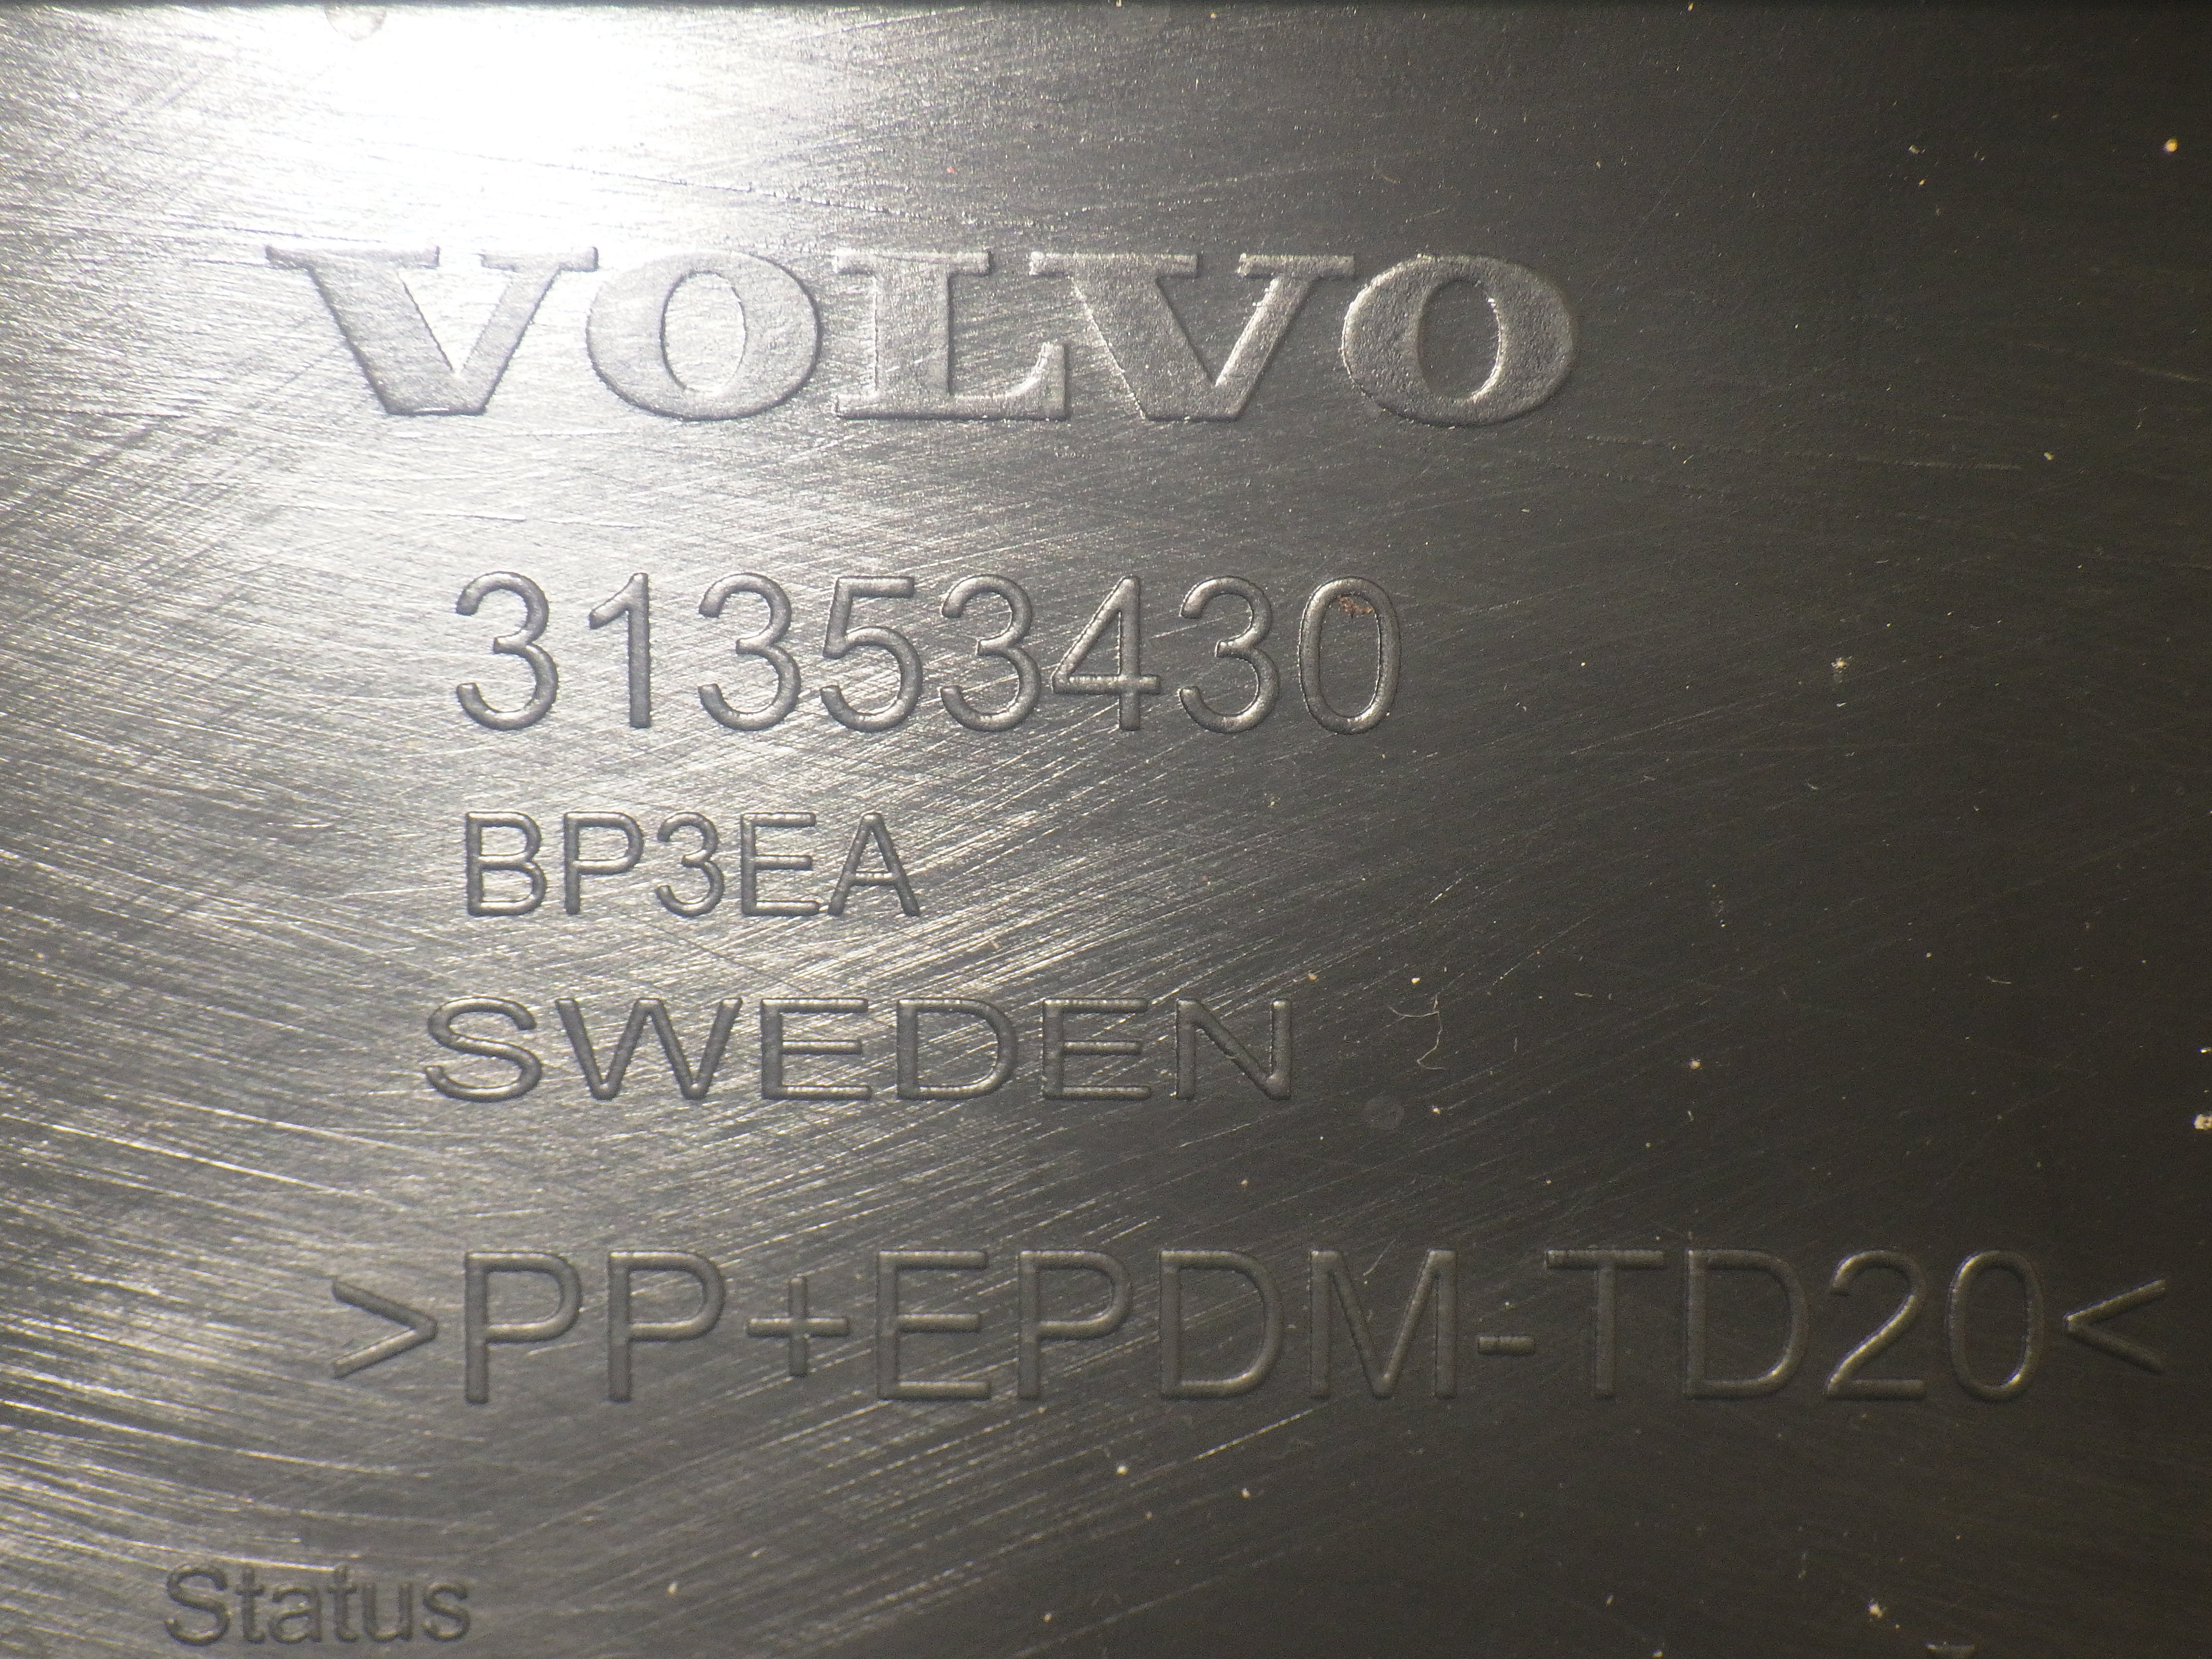 VOLVO
31353430
BP3EA
SWEDEN
>PP+EPDM-TD20<
Status